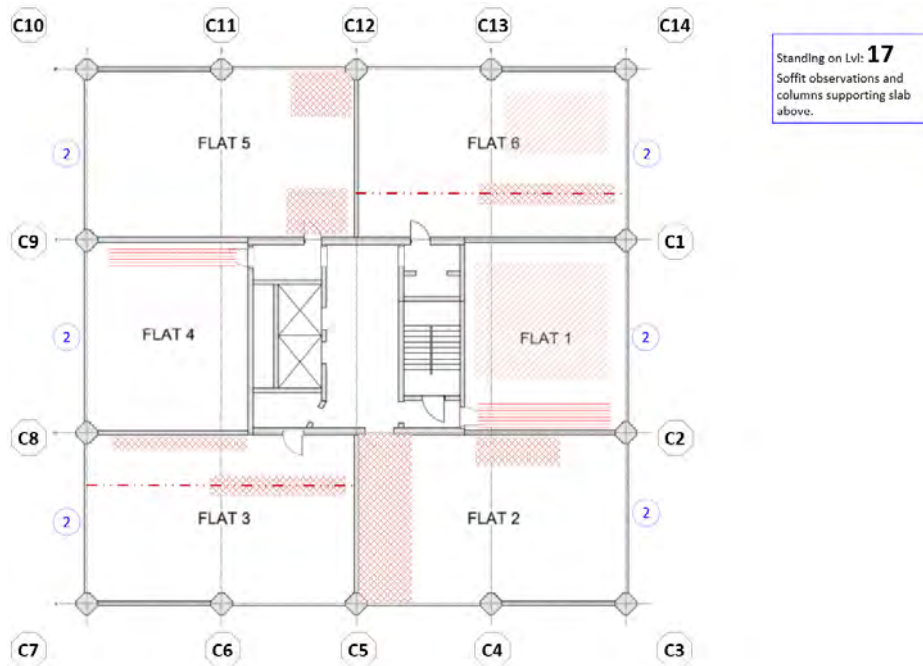 C10 C11 C12 C13 C14
Standing on Lvl: 17
Soffit observations and
columns supporting slab
above.
FLAT 5 FLAT 6
2 2
C9 C1
FLAT 4 FLAT 1
2 2
C8 C2
FLAT 3 FLAT 2
2 2
C7 C6 C5 C4 C3